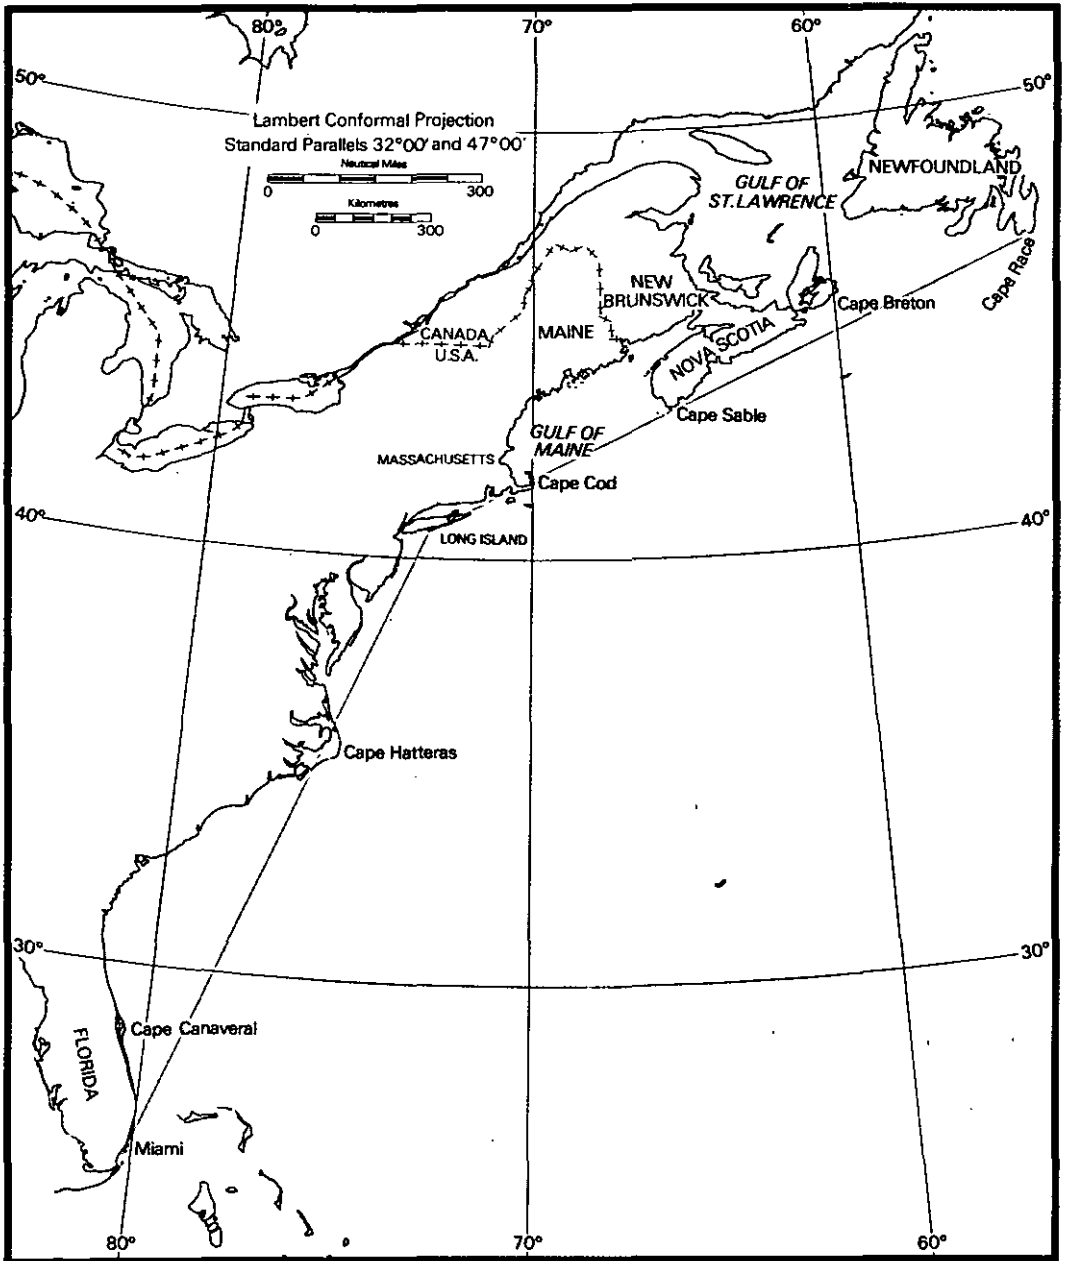 80°
70°
60°
50°
50°
Lambert Conformal Projection
Standard Parallels 32°00' and 47°00'
Nautical Miles
0
300
Kilometres
0
300
NEWFOUNDLAND
GULF OF
ST. LAWRENCE
Cape Race
NEW
BRUNSWICK
Cape Breton
CANADA
U.S.A.
MAINE
NOVA SCOTIA
Cape Sable
GULF OF
MAINE
MASSACHUSETTS
Cape Cod
40°
40°
LONG ISLAND
Cape Hatteras
30°
30°
Cape Canaveral
FLORIDA
Miami
80°
70°
60°